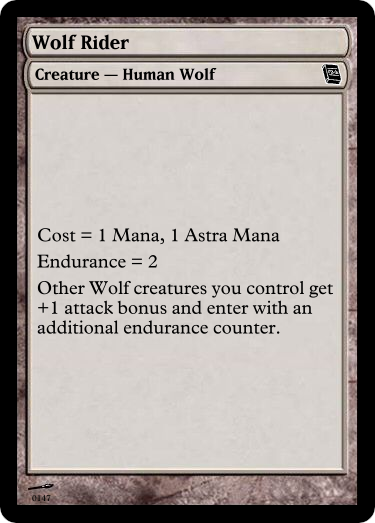 Wolf Rider
Creature — Human Wolf
Cost = 1 Mana, 1 Astra Mana
Endurance = 2
Other Wolf creatures you control get
+1 attack bonus and enter with an
additional endurance counter.
0147